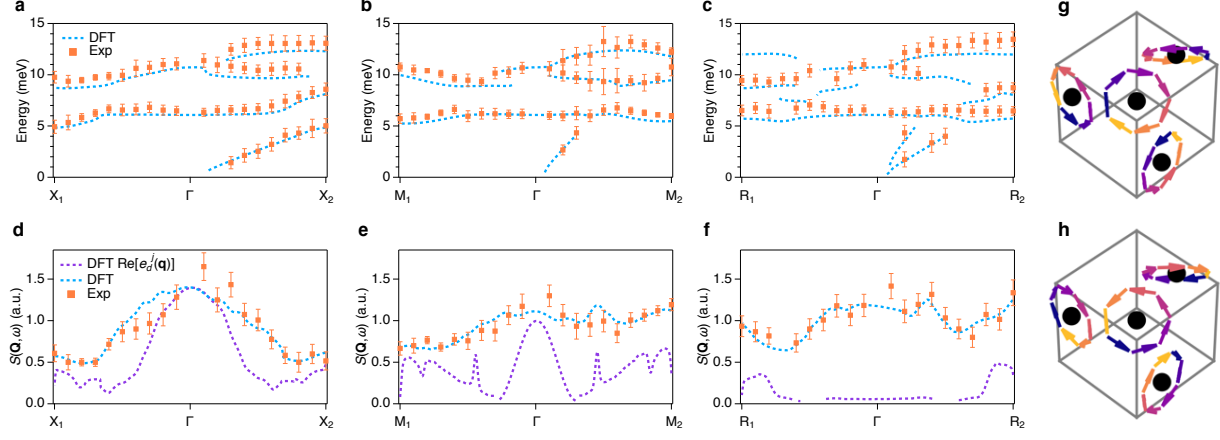 a
15
10
5
0
Energy (meV)
DFT
Exp
X₁
Γ
X₂
b
15
10
5
0
Energy (meV)
M₁
Γ
M₂
c
15
10
5
0
Energy (meV)
R₁
Γ
R₂
g
d
1.5
1.0
0.5
0.0
S(Q,ω) (a.u.)
DFT Re[e_d^j(q)]
DFT
Exp
X₁
Γ
X₂
e
1.5
1.0
0.5
0.0
S(Q,ω) (a.u.)
M₁
Γ
M₂
f
1.5
1.0
0.5
0.0
S(Q,ω) (a.u.)
R₁
Γ
R₂
h